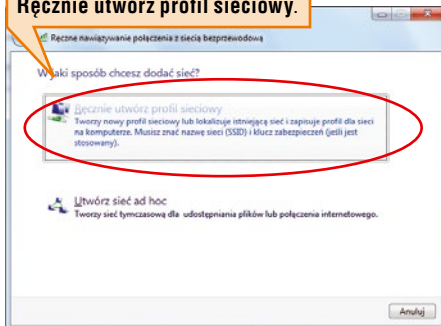 Ręcznie utwórz profil sieciowy.
Ręczne nawiązywanie połączenia z siecią bezprzewodową
W jaki sposób chcesz dodać sieć?
Ręcznie utwórz profil sieciowy
Tworzy nowy profil sieciowy lub lokalizuje istniejącą sieć i zapisuje profil dla sieci
na komputerze. Musisz znać nazwę sieci (SSID) i klucz zabezpieczeń (jeśli jest
stosowany).
Utwórz sieć ad hoc
Tworzy sieć tymczasową dla udostępniania plików lub połączenia internetowego.
Anuluj